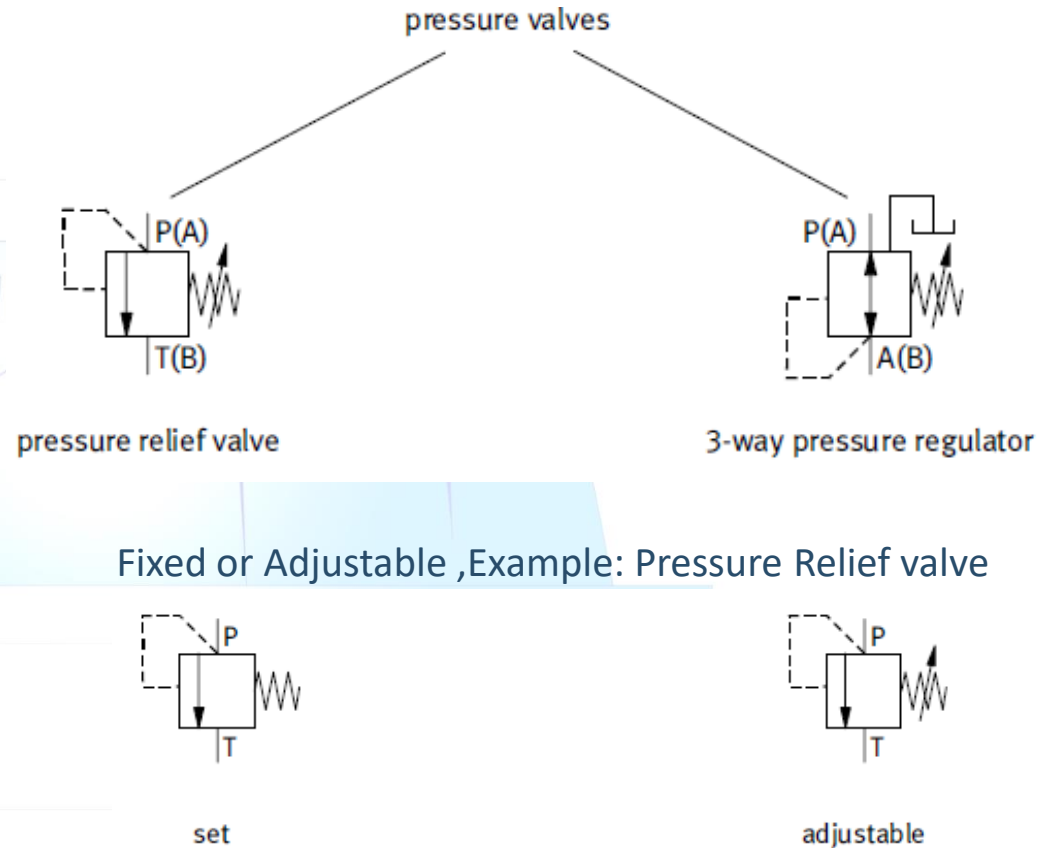 pressure valves
P(A)
P(A)
T(B)
A(B)
pressure relief valve
3-way pressure regulator
Fixed or Adjustable ,Example: Pressure Relief valve
P
P
T
T
set
adjustable